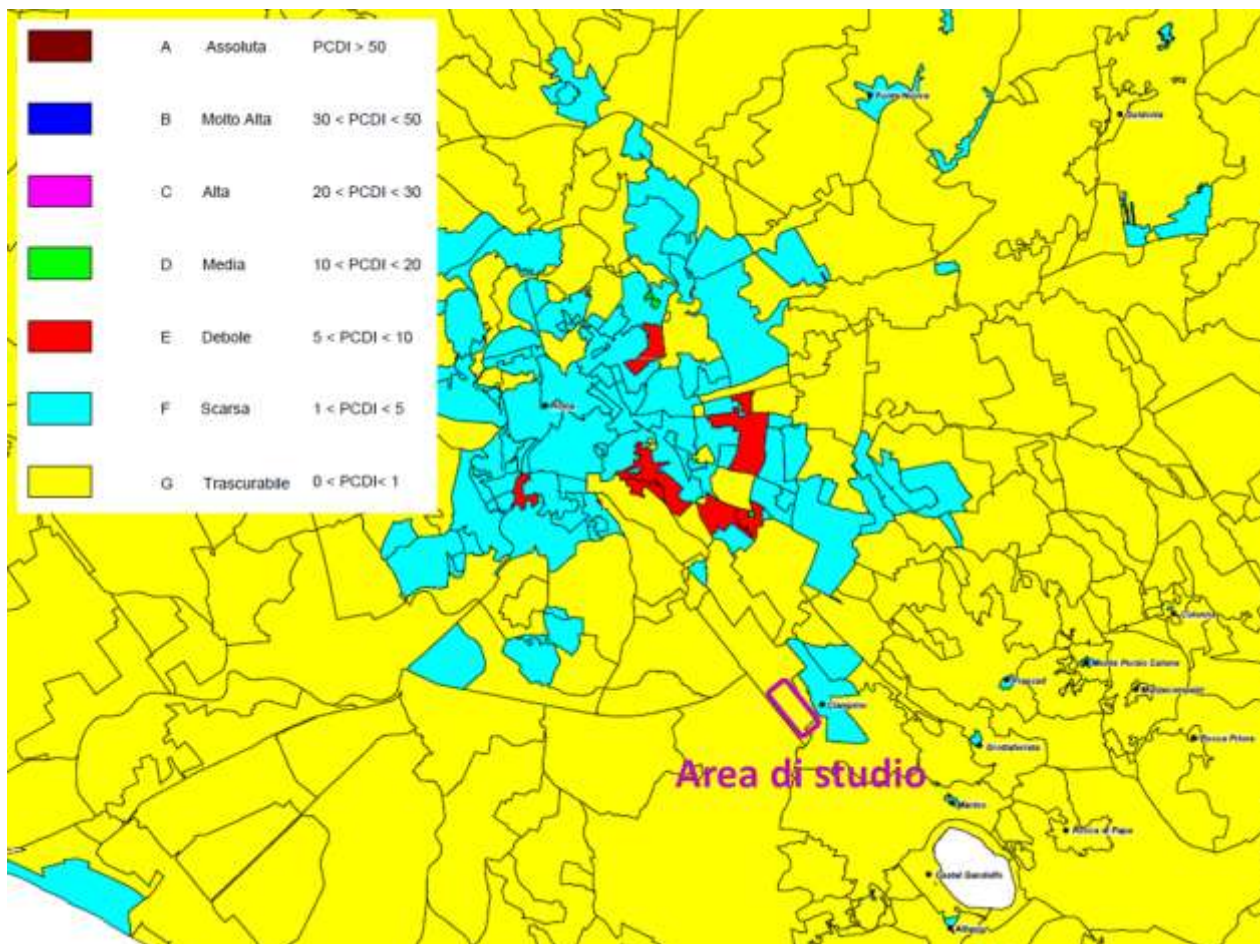 A Assoluta PCDI > 50
B Molto Alta 30 < PCDI < 50
C Alta 20 < PCDI < 30
D Media 10 < PCDI < 20
E Debole 5 < PCDI < 10
F Scarsa 1 < PCDI < 5
G Trascurabile 0 < PCDI< 1
Roma
Colonna
Monte Porzio Catone
Frascati
Ciampino
Rocca Priora
Grottaferrata
Area di studio
Marino
Rocca di Papa
Castel Gandolfo